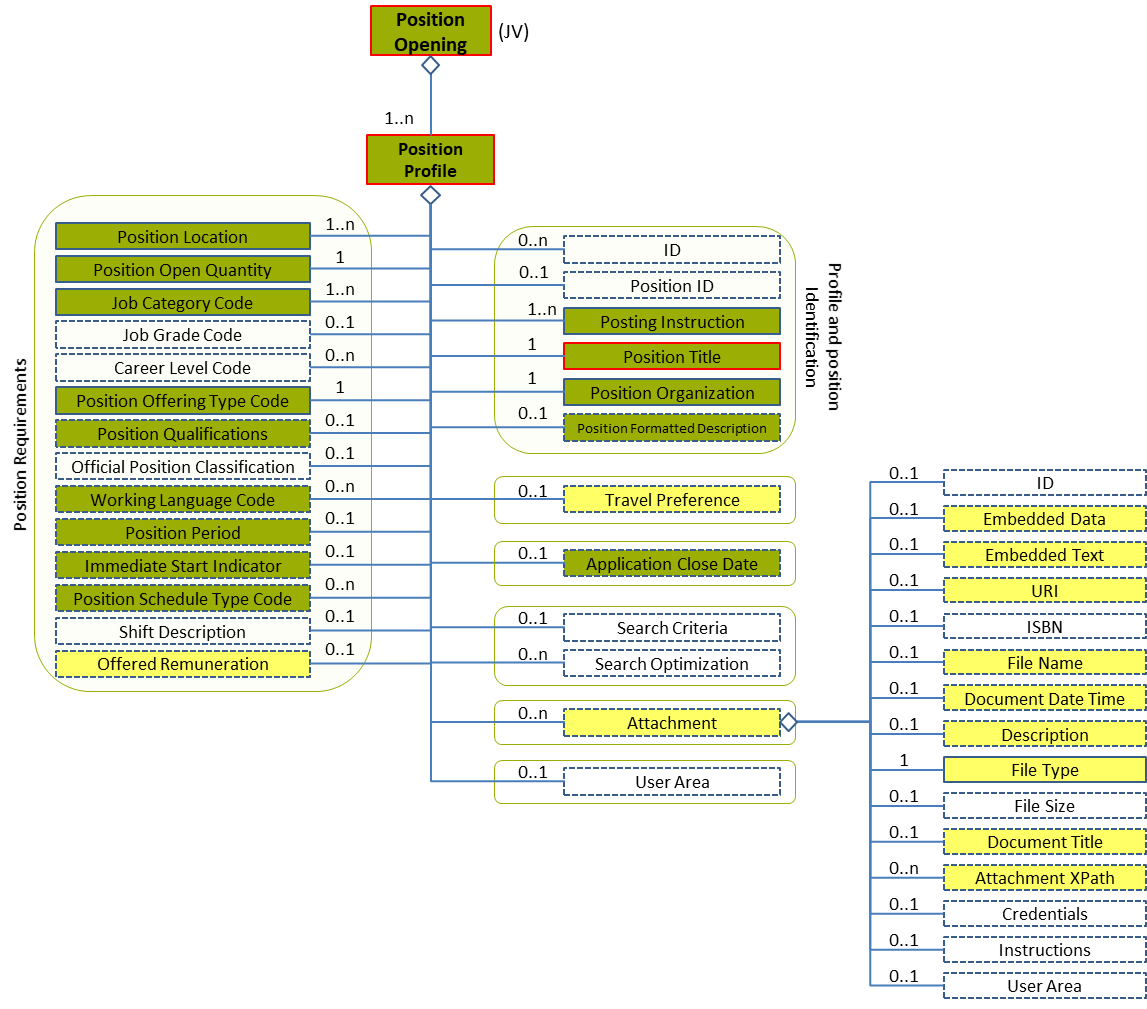 Position
Opening
(JV)
1..n
Position
Profile
Position Requirements
1..n
Position Location
1
Position Open Quantity
1..n
Job Category Code
0..1
Job Grade Code
0..n
Career Level Code
1
Position Offering Type Code
0..1
Position Qualifications
0..1
Official Position Classification
0..n
Working Language Code
0..1
Position Period
0..1
Immediate Start Indicator
0..n
Position Schedule Type Code
0..1
Shift Description
0..1
Offered Remuneration
Profile and position
Identification
0..n
ID
0..1
Position ID
1..n
Posting Instruction
1
Position Title
1
Position Organization
0..1
Position Formatted Description
0..1
Travel Preference
0..1
Application Close Date
0..1
Search Criteria
0..n
Search Optimization
0..n
Attachment
0..1
User Area
0..1
ID
0..1
Embedded Data
0..1
Embedded Text
0..1
URI
0..1
ISBN
0..1
File Name
0..1
Document Date Time
0..1
Description
1
File Type
0..1
File Size
0..1
Document Title
0..n
Attachment XPath
0..1
Credentials
0..1
Instructions
0..1
User Area